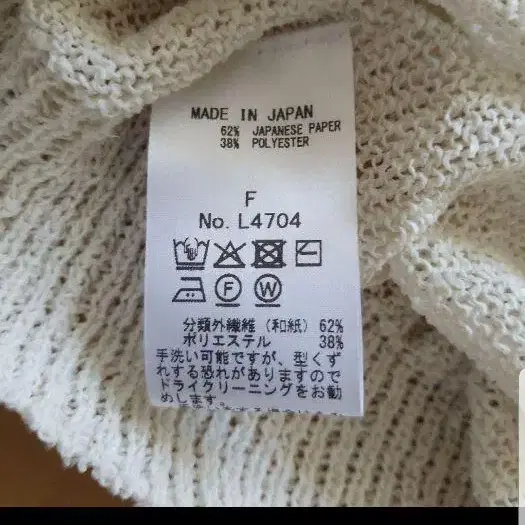 MADE IN JAPAN
62% JAPANESE PAPER
38% POLYESTER
F
No. L4704
F W
分類外繊維（和紙）62%
ポリエステル 38%
手洗い可能ですが、型くず
れする恐れがありますので
ドライクリーニングをお勧
めします。